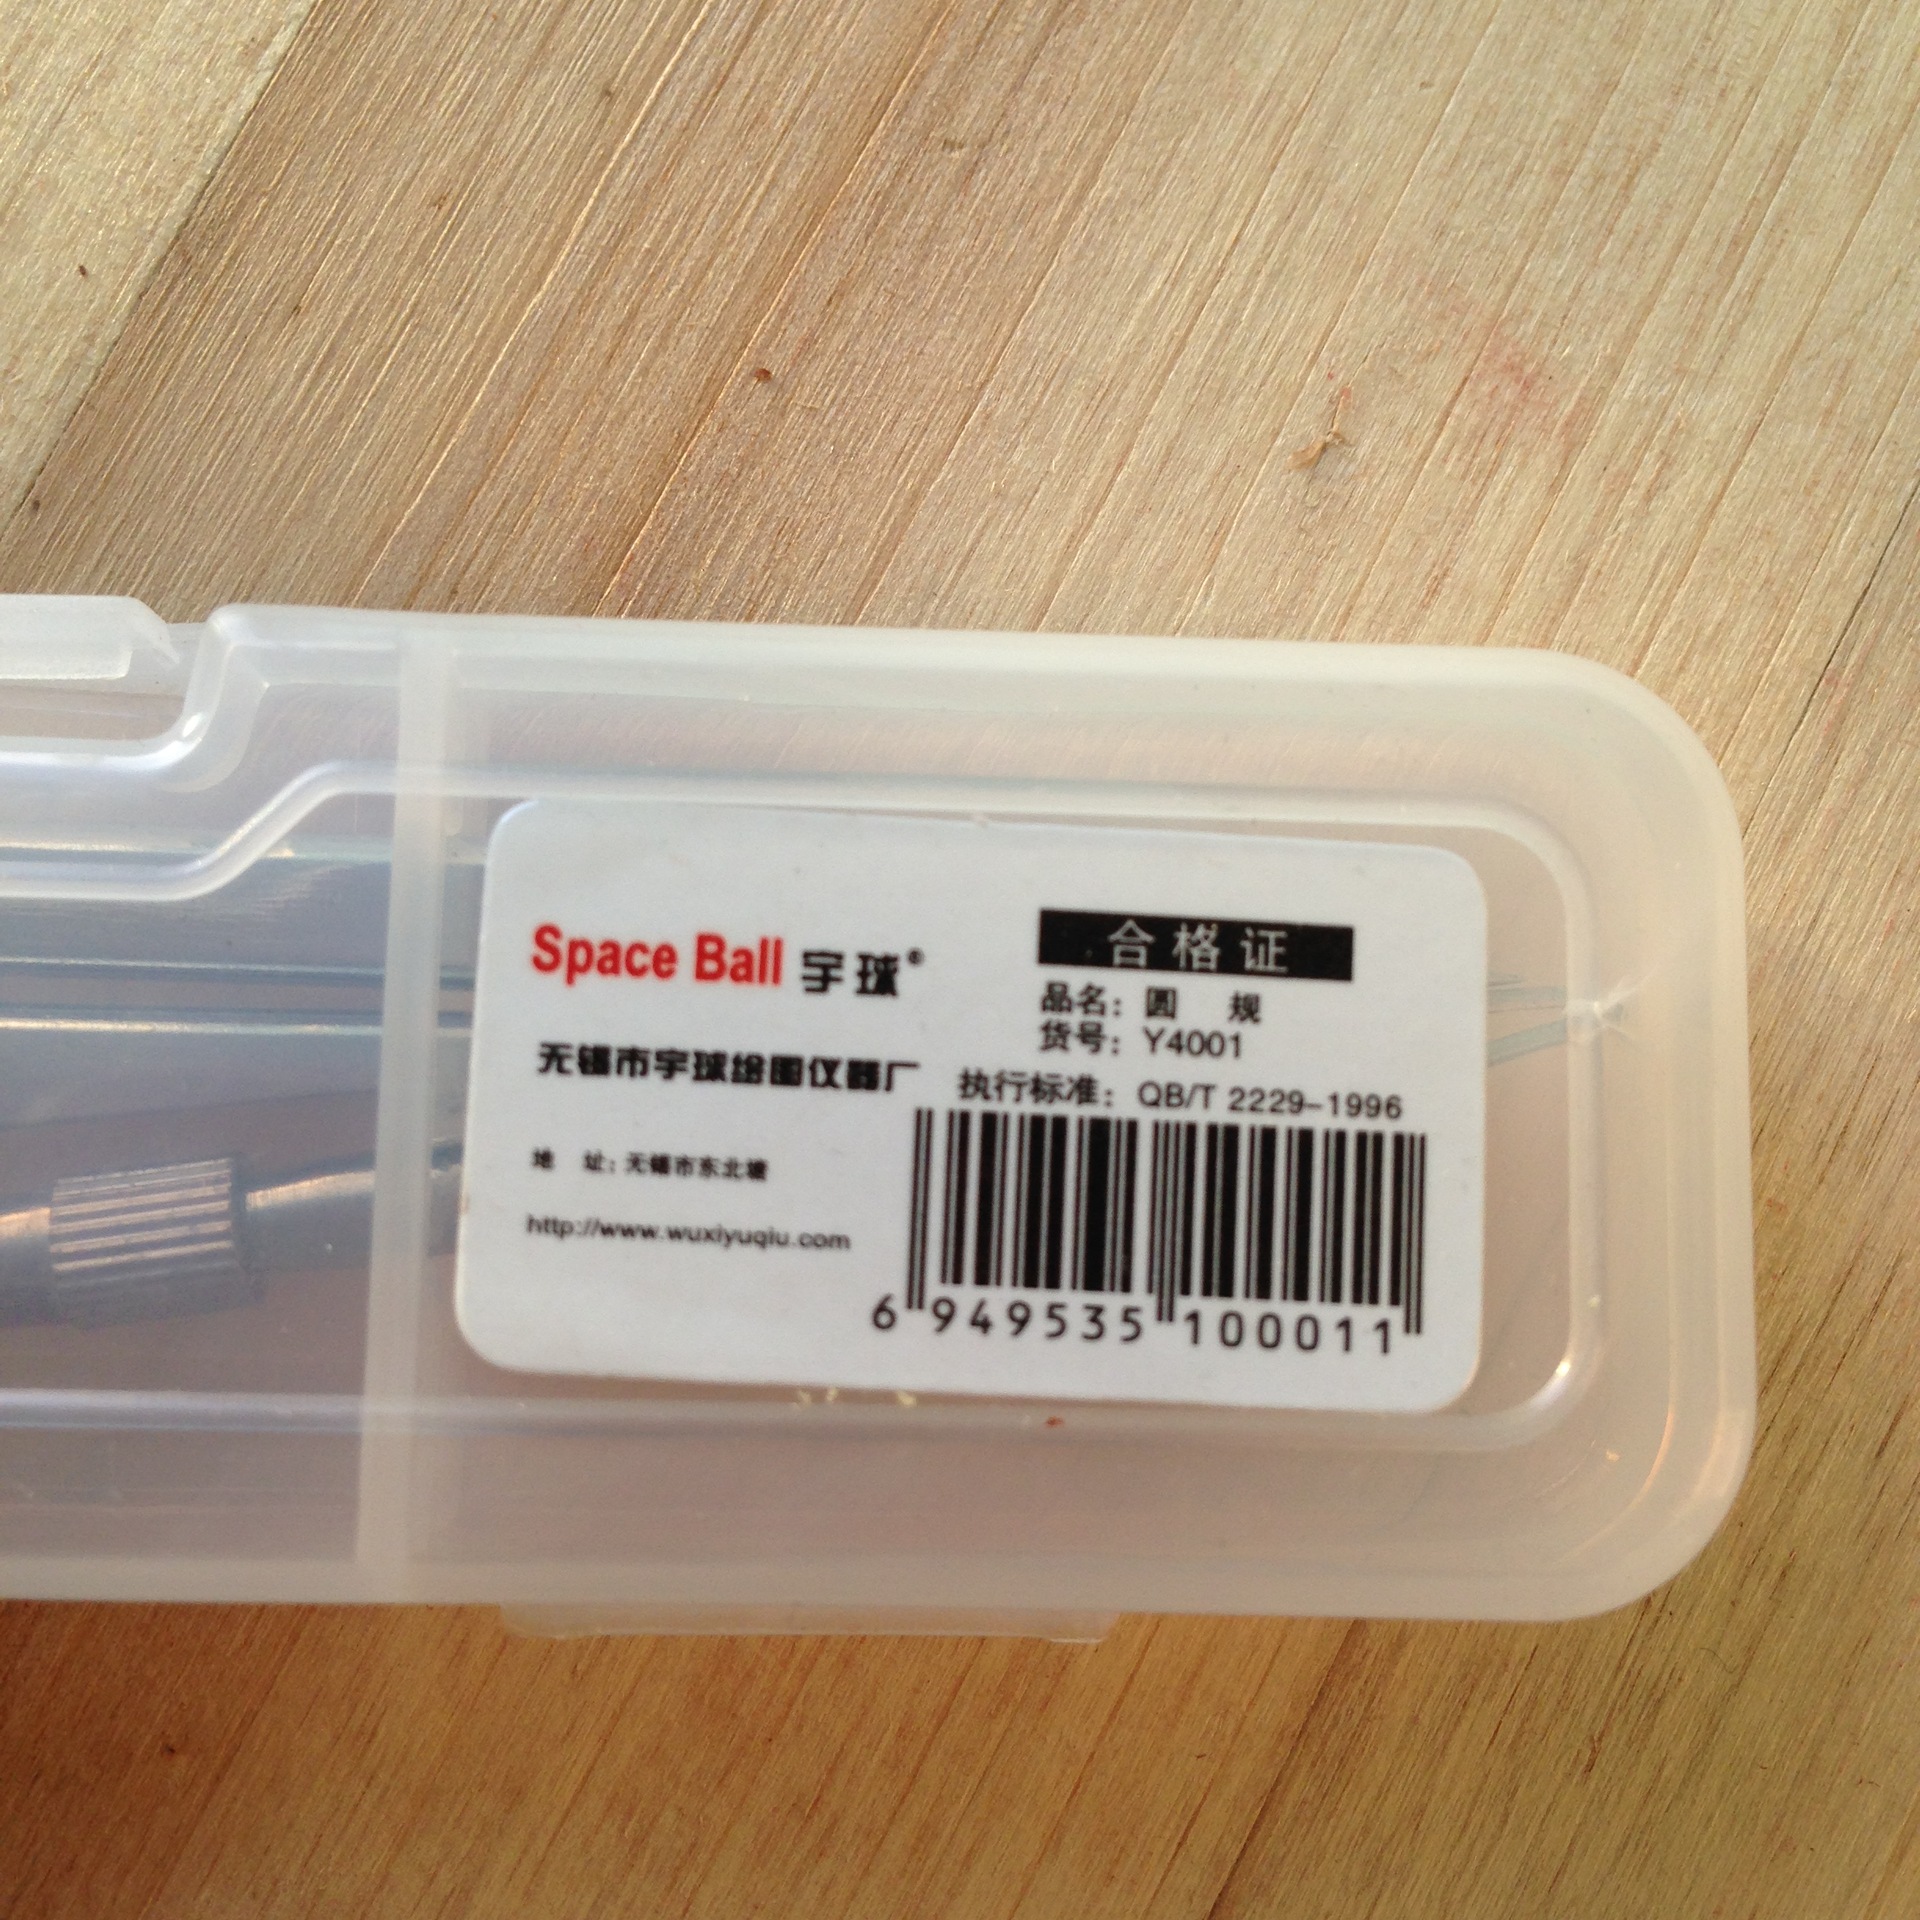 Space Ball 宇球®
无锡市宇球绘图仪器厂
地 址: 无锡市东北塘
http://www.wuxiyuqiu.com
合格证
品名: 圆 规
货号: Y4001
执行标准: QB/T 2229-1996
6 949535 100011